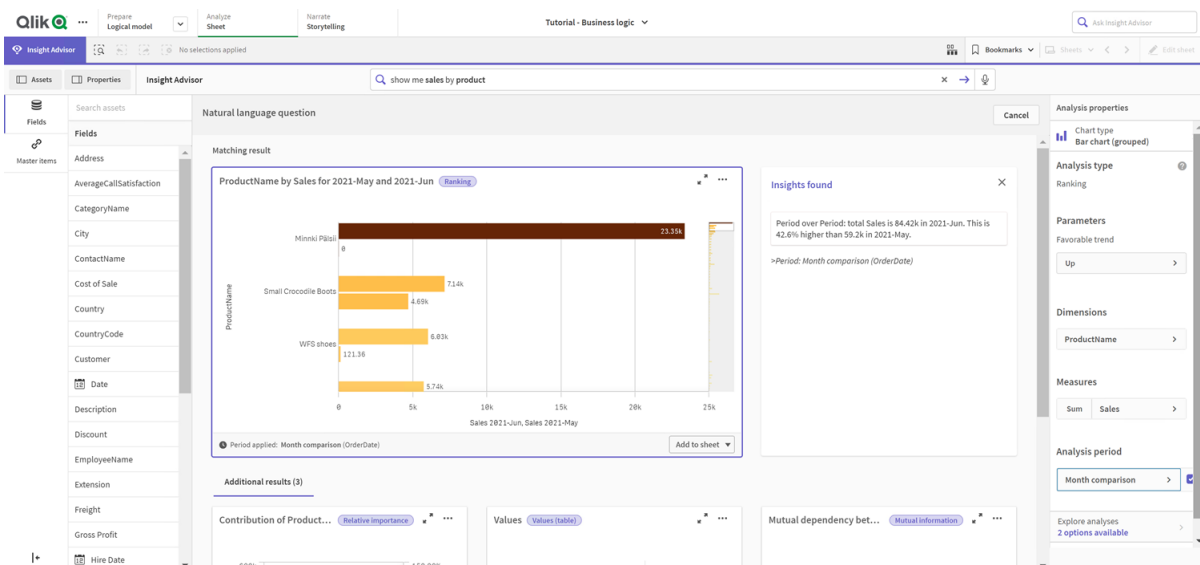 Qlik
Prepare
Logical model
Analyze
Sheet
Narrate
Storytelling
Tutorial - Business logic
Ask Insight Advisor
Insight Advisor
No selections applied
Bookmarks
Sheets
Edit sheet
Assets
Properties
Insight Advisor
show me sales by product
Fields
Master items
Search assets
Fields
Address
AverageCallSatisfaction
CategoryName
City
ContactName
Cost of Sale
Country
CountryCode
Customer
Date
Description
Discount
EmployeeName
Extension
Freight
Gross Profit
Hire Date
Natural language question
Cancel
Matching result
ProductName by Sales for 2021-May and 2021-Jun
Ranking
ProductName
Minnki Pälsii
23.35k
0
Small Crocodile Boots
7.14k
4.69k
WFS shoes
6.03k
121.36
5.74k
0
5k
10k
15k
20k
25k
Sales 2021-Jun, Sales 2021-May
Period applied: Month comparison (OrderDate)
Add to sheet
Insights found
Period over Period: total Sales is 84.42k in 2021-Jun. This is
42.6% higher than 59.2k in 2021-May.
>Period: Month comparison (OrderDate)
Additional results (3)
Contribution of Product...
Relative importance
Values
Values (table)
Mutual dependency bet...
Mutual information
Analysis properties
Chart type
Bar chart (grouped)
Analysis type
Ranking
Parameters
Favorable trend
Up
Dimensions
ProductName
Measures
Sum
Sales
Analysis period
Month comparison
Explore analyses
2 options available